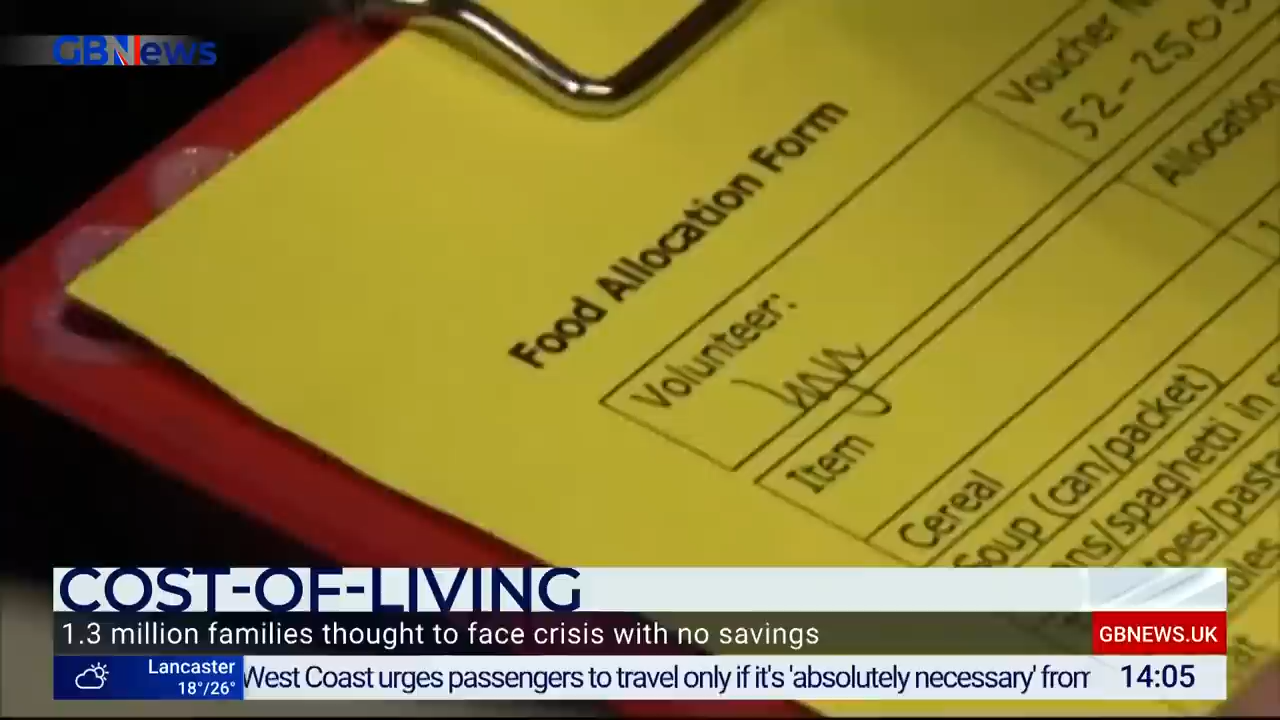 GBNews
Food Allocation Form
Voucher
52-250
Volunteer:
Item
Allocation
Cereal
Soup (can/packet)
spaghetti in
COST-OF-LIVING
1.3 million families thought to face crisis with no savings
GBNEWS.UK
Lancaster
18°/26°
West Coast urges passengers to travel only if it's 'absolutely necessary' from
14:05